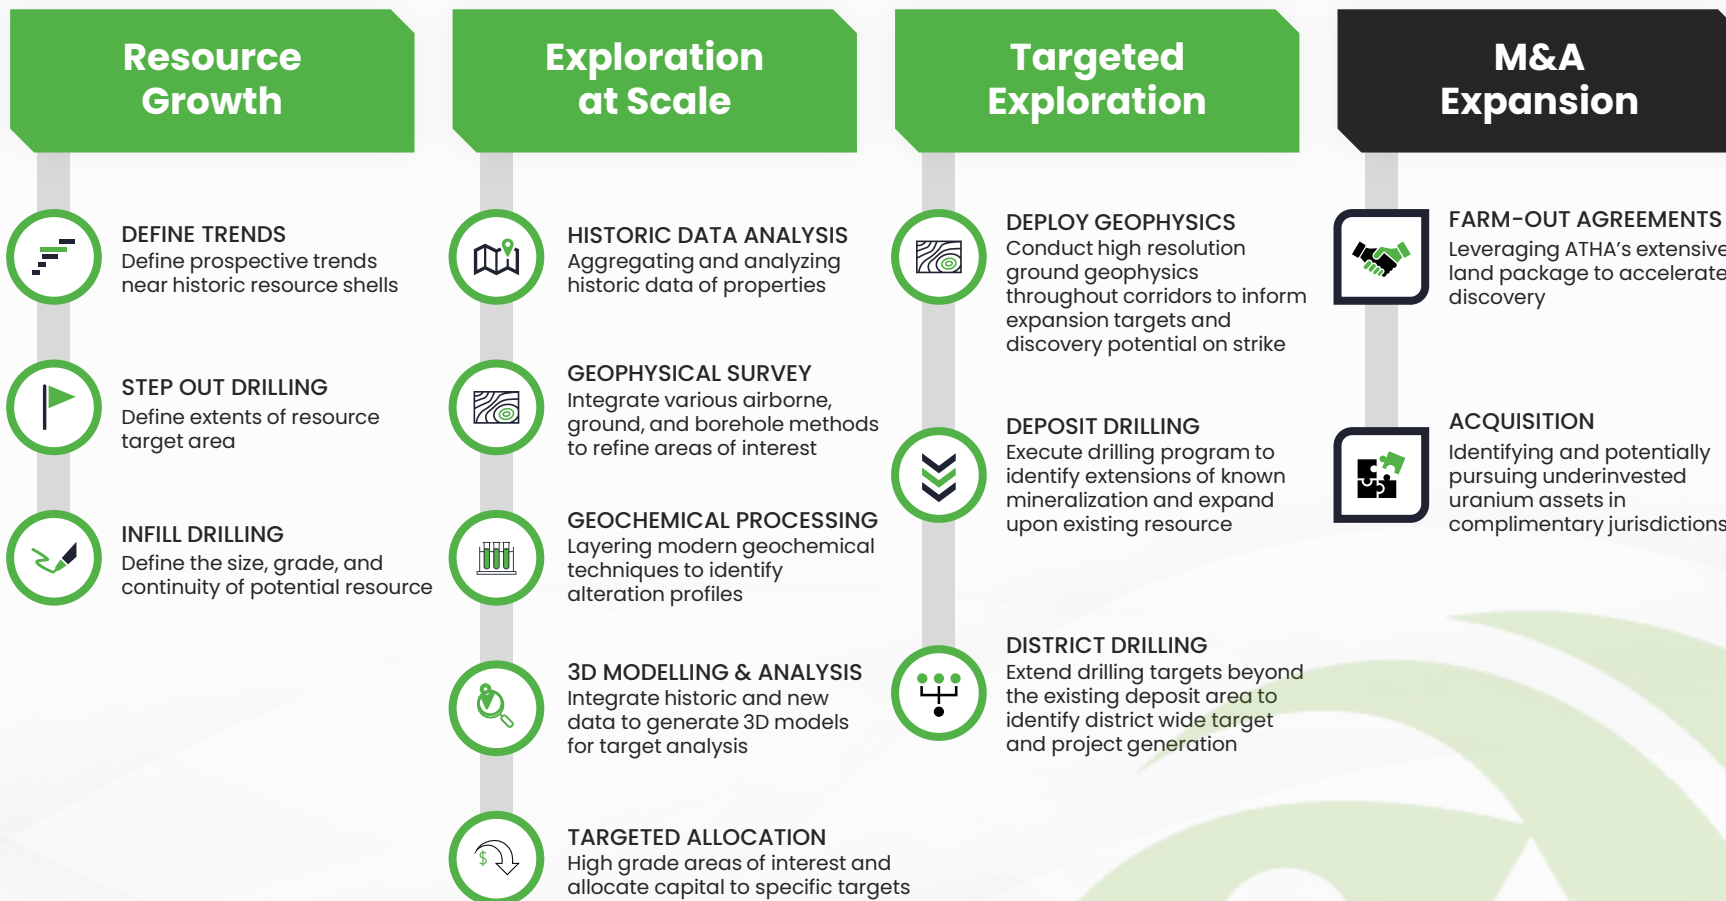 Resource
Growth
DEFINE TRENDS
Define prospective trends
near historic resource shells
STEP OUT DRILLING
Define extents of resource
target area
INFILL DRILLING
Define the size, grade, and
continuity of potential resource
Exploration
at Scale
HISTORIC DATA ANALYSIS
Aggregating and analyzing
historic data of properties
GEOPHYSICAL SURVEY
Integrate various airborne,
ground, and borehole methods
to refine areas of interest
GEOCHEMICAL PROCESSING
Layering modern geochemical
techniques to identify
alteration profiles
3D MODELLING & ANALYSIS
Integrate historic and new
data to generate 3D models
for target analysis
$
TARGETED ALLOCATION
High grade areas of interest and
allocate capital to specific targets
Targeted
Exploration
DEPLOY GEOPHYSICS
Conduct high resolution
ground geophysics
throughout corridors to inform
expansion targets and
discovery potential on strike
DEPOSIT DRILLING
Execute drilling program to
identify extensions of known
mineralization and expand
upon existing resource
DISTRICT DRILLING
Extend drilling targets beyond
the existing deposit area to
identify district wide target
and project generation
M&A
Expansion
FARM-OUT AGREEMENTS
Leveraging ATHA's extensive
land package to accelerate
discovery
ACQUISITION
Identifying and potentially
pursuing underinvested
uranium assets in
complimentary jurisdictions